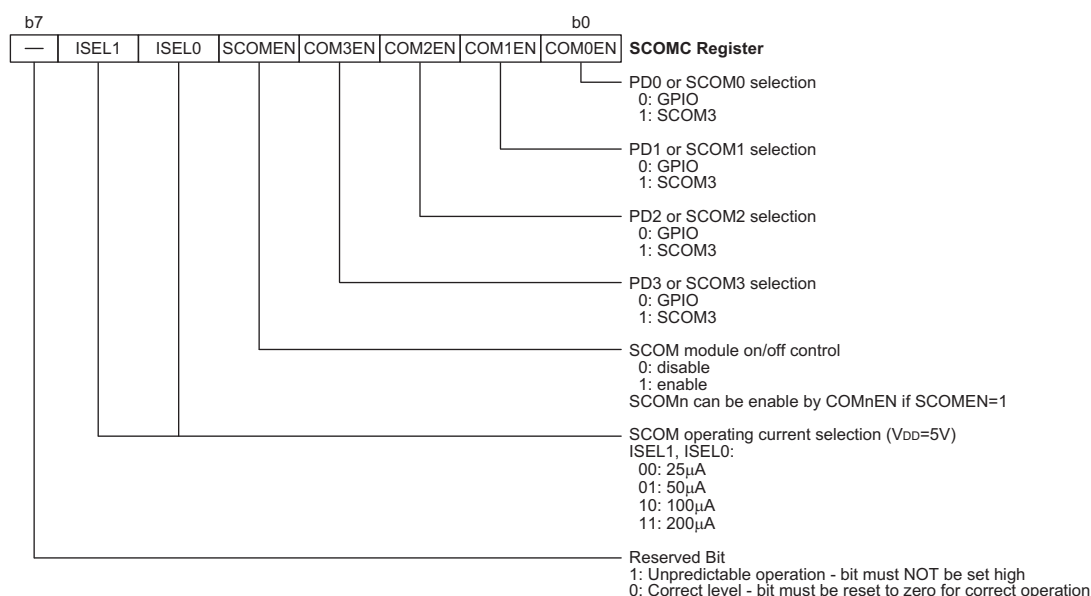 b7 b0
— ISEL1 ISEL0 SCOMEN COM3EN COM2EN COM1EN COM0EN SCOMC Register
PD0 or SCOM0 selection
0: GPIO
1: SCOM3
PD1 or SCOM1 selection
0: GPIO
1: SCOM3
PD2 or SCOM2 selection
0: GPIO
1: SCOM3
PD3 or SCOM3 selection
0: GPIO
1: SCOM3
SCOM module on/off control
0: disable
1: enable
SCOMn can be enable by COMnEN if SCOMEN=1
SCOM operating current selection (VDD=5V)
ISEL1, ISEL0:
00: 25μA
01: 50μA
10: 100μA
11: 200μA
Reserved Bit
1: Unpredictable operation - bit must NOT be set high
0: Correct level - bit must be reset to zero for correct operation